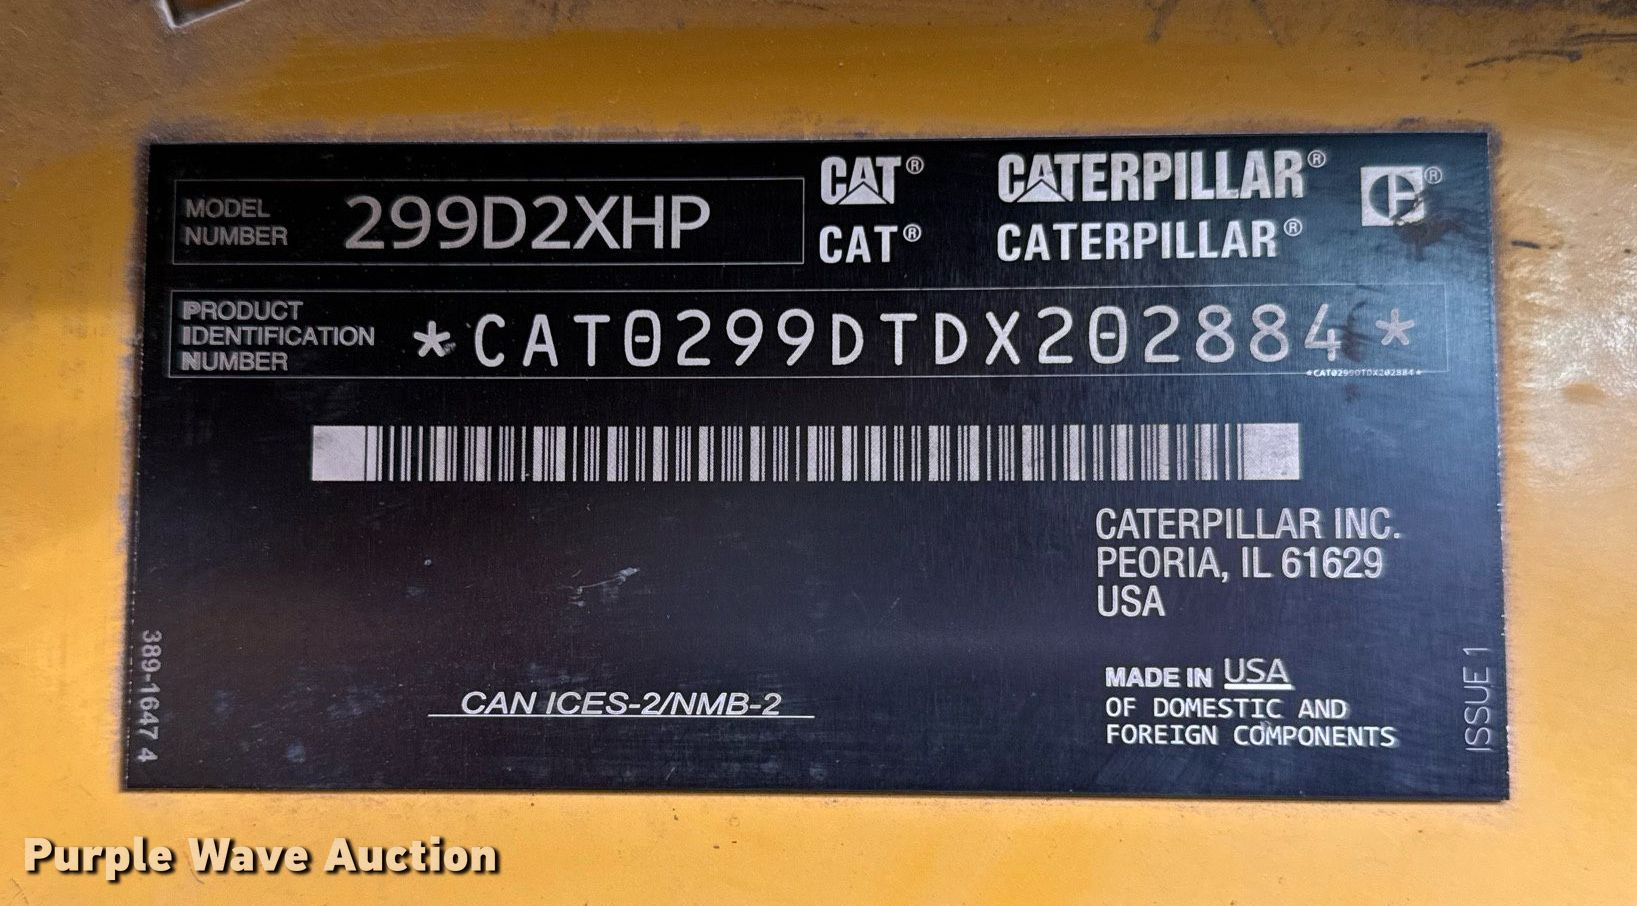 MODEL NUMBER 299D2XHP
CAT® CATERPILLAR®
CAT® CATERPILLAR®
PRODUCT IDENTIFICATION NUMBER *CAT0299DTDX202884*
*CAT0299DTDX202884*
CATERPILLAR INC.
PEORIA, IL 61629
USA
MADE IN USA
OF DOMESTIC AND
FOREIGN COMPONENTS
CAN ICES-2/NMB-2
389-1647 4
ISSUE 1
Purple Wave Auction